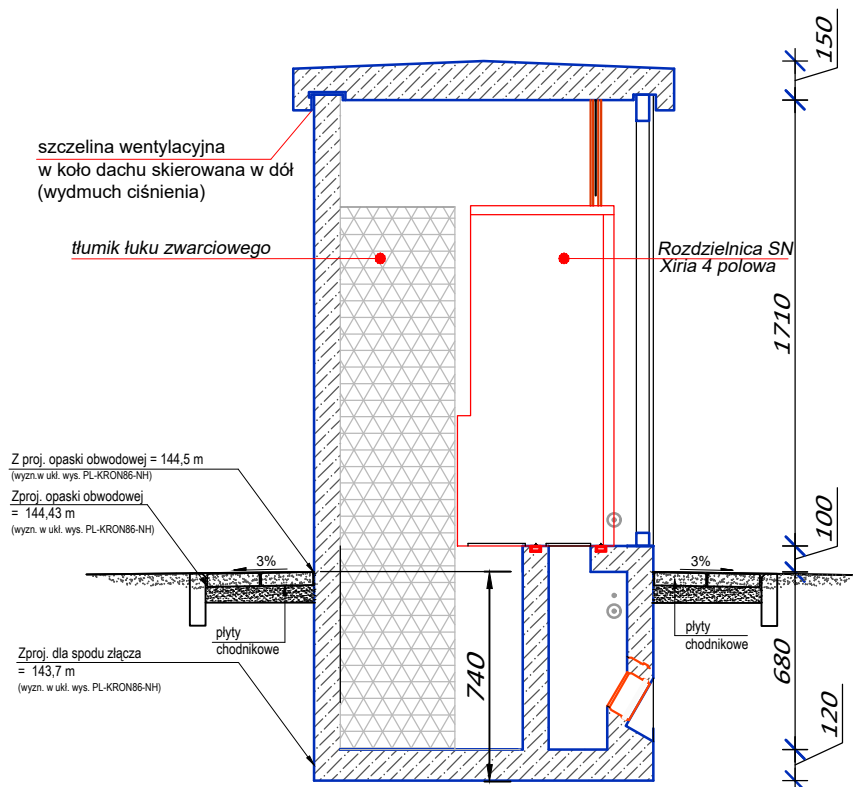 150
szczelina wentylacyjna
w koło dachu skierowana w dół
(wydmuch ciśnienia)
tłumik łuku zwarciowego
Rozdzielnica SN
Xiria 4 polowa
1710
Z proj. opaski obwodowej = 144,5 m
(wyzn.w ukł. wys. PL-KRON86-NH)
Zproj. opaski obwodowej
= 144,43 m
(wyzn. w ukł. wys. PL-KRON86-NH)
100
3%
3%
płyty
chodnikowe
płyty
chodnikowe
Zproj. dla spodu złącza
= 143,7 m
(wyzn. w ukł. wys. PL-KRON86-NH)
740
680
120